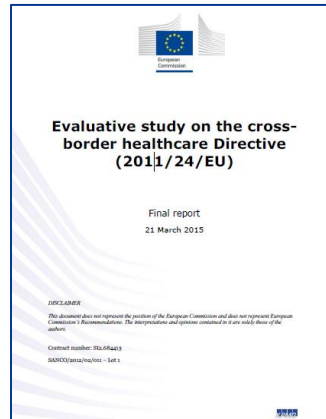 European
Commission
Evaluative study on the cross-
border healthcare Directive
(2011/24/EU)
Final report
21 March 2015
DISCLAIMER
This document does not represent the position of the European Commission and does not represent European
Commission's Recommendations. The interpretations and opinions contained in it are solely those of the
authors.
Contract number: SI2.684413
SANCO/2012/02/011 – Lot 1